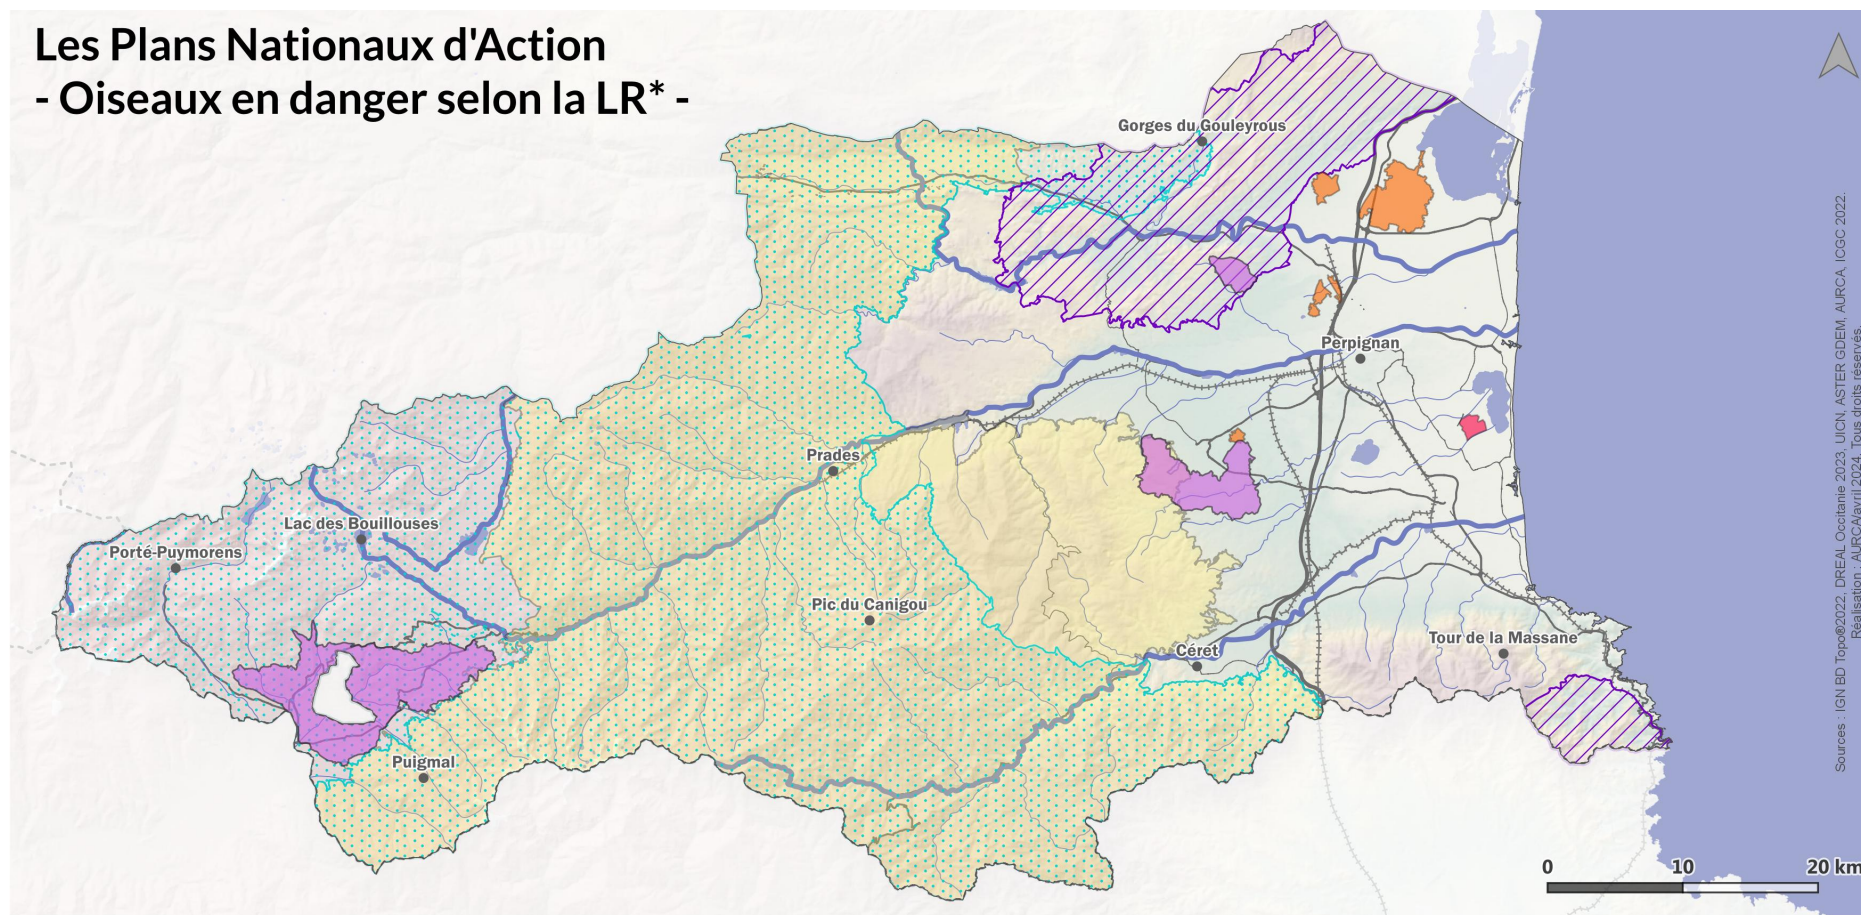 Les Plans Nationaux d'Action
- Oiseaux en danger selon la LR* -
Gorges du Gouleyrous
Perpignan
Prades
Lac des Bouillouses
Porté-Puymorens
Pic du Canigou
Tour de la Massane
Céret
Puigmal
0 10 20 km
Sources : IGN BD Topo®2022, DREAL Occitanie 2023, UICN, ASTER GDEM, AURCA, ICGC 2022.
Réalisation : AURCA/avril 2024. Tous droits réservés.